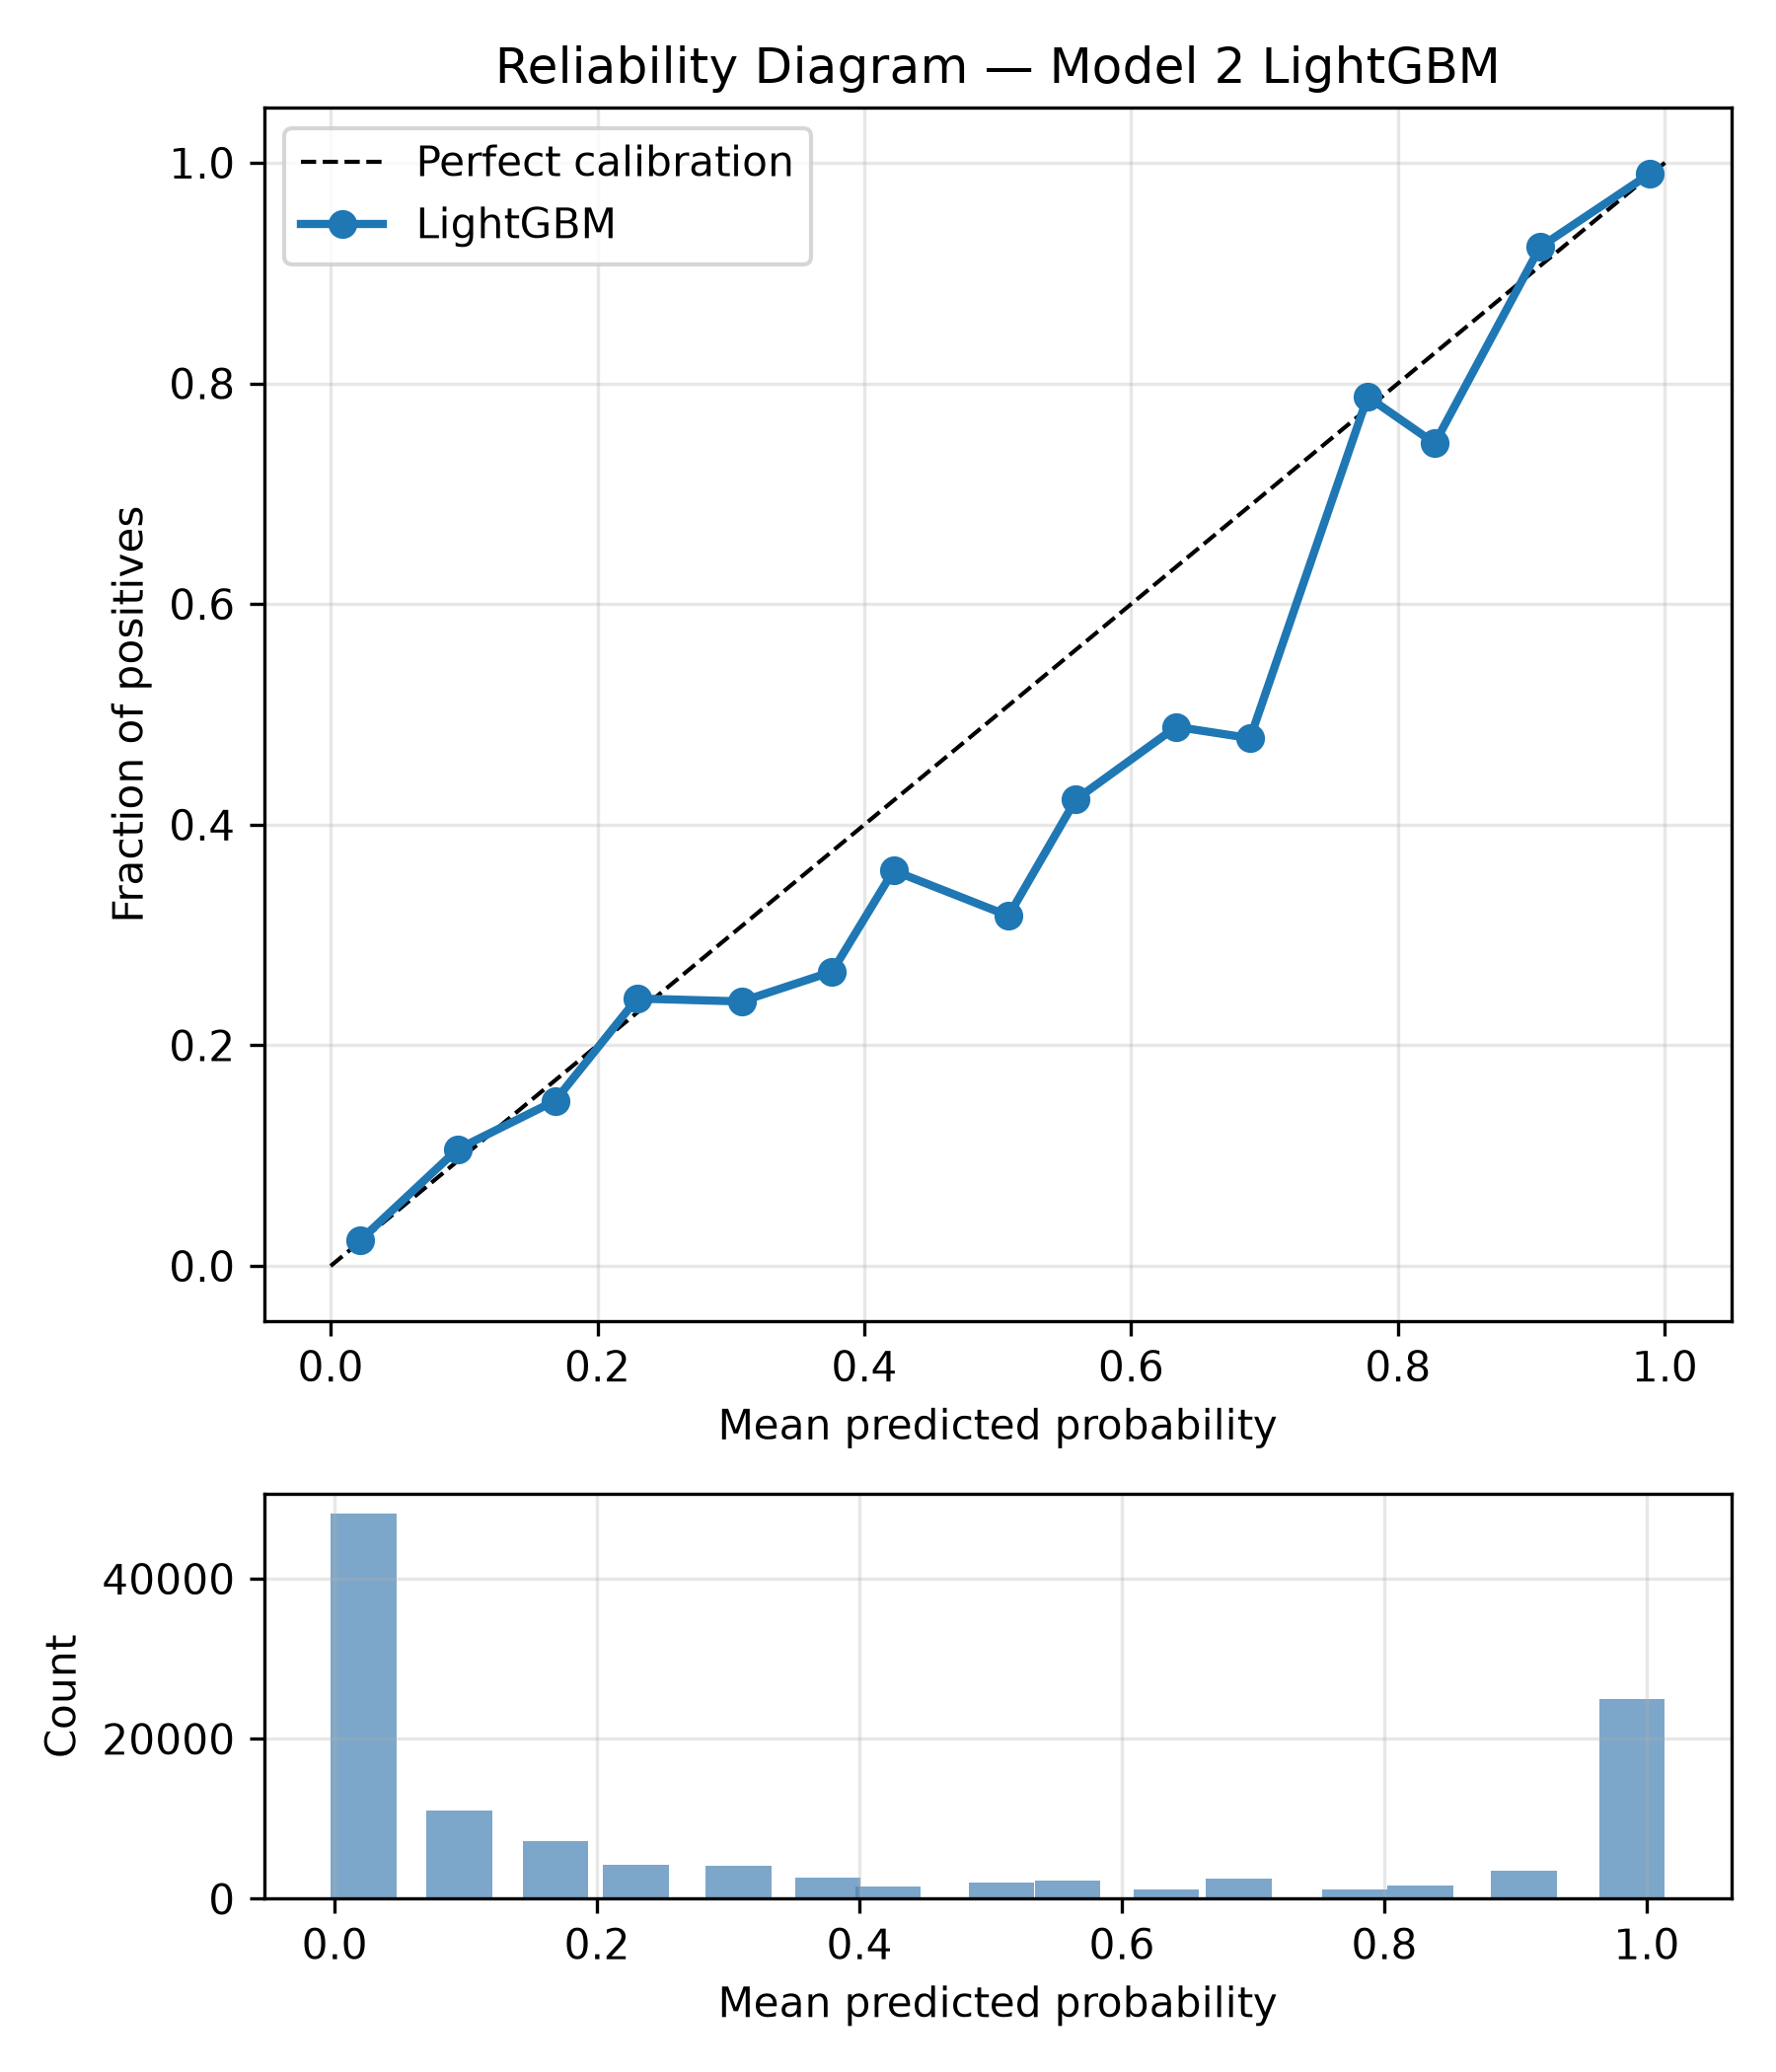 Reliability Diagram — Model 2 LightGBM
Perfect calibration
LightGBM
1.0
0.8
0.6
0.4
0.2
0.0
Fraction of positives
0.0 0.2 0.4 0.6 0.8 1.0
Mean predicted probability
40000
20000
0
Count
0.0 0.2 0.4 0.6 0.8 1.0
Mean predicted probability